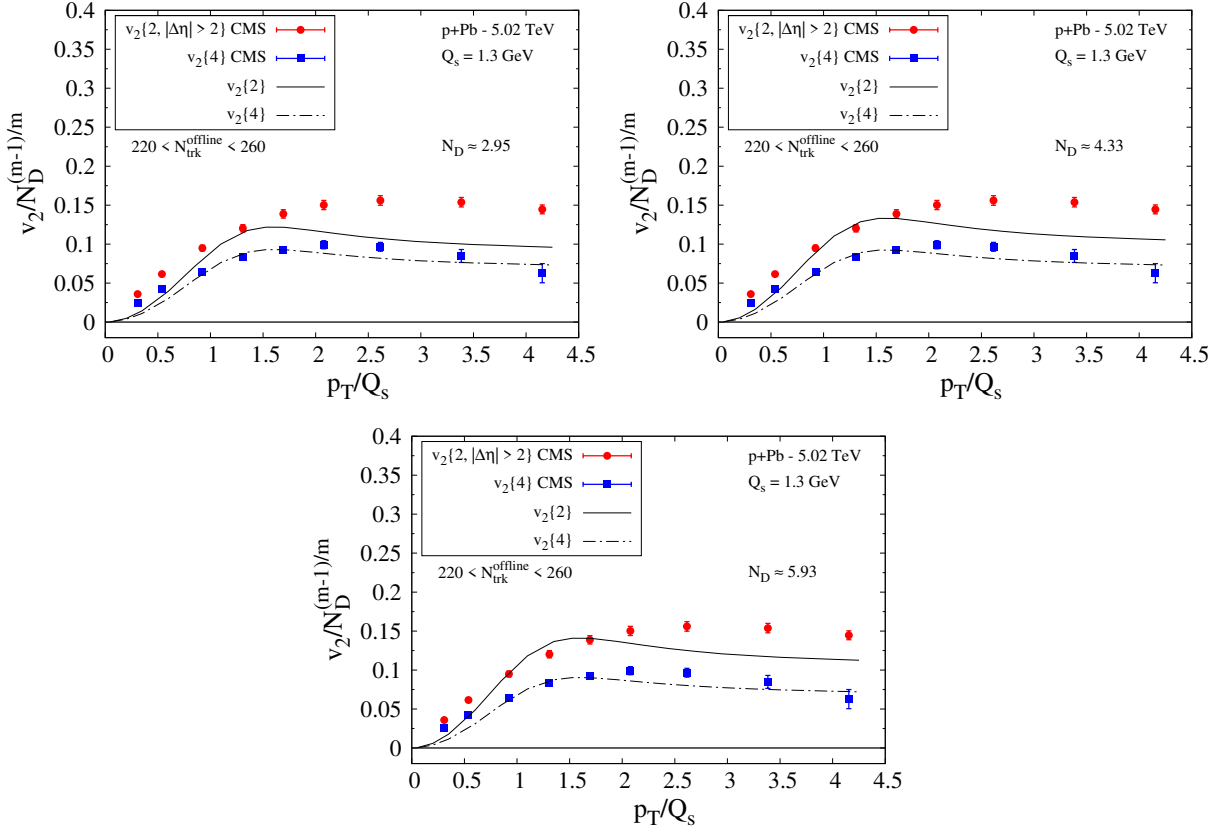 v₂/N_D^(m-1)/m
0.4
0.35
0.3
0.25
0.2
0.15
0.1
0.05
0
v₂{2, |Δη| > 2} CMS
v₂{4} CMS
v₂{2}
v₂{4}
p+Pb - 5.02 TeV
Q_s = 1.3 GeV
220 < N_trk^offline < 260
N_D ≈ 2.95
0 0.5 1 1.5 2 2.5 3 3.5 4 4.5
p_T/Q_s
v₂/N_D^(m-1)/m
0.4
0.35
0.3
0.25
0.2
0.15
0.1
0.05
0
v₂{2, |Δη| > 2} CMS
v₂{4} CMS
v₂{2}
v₂{4}
p+Pb - 5.02 TeV
Q_s = 1.3 GeV
220 < N_trk^offline < 260
N_D ≈ 4.33
0 0.5 1 1.5 2 2.5 3 3.5 4 4.5
p_T/Q_s
v₂/N_D^(m-1)/m
0.4
0.35
0.3
0.25
0.2
0.15
0.1
0.05
0
v₂{2, |Δη| > 2} CMS
v₂{4} CMS
v₂{2}
v₂{4}
p+Pb - 5.02 TeV
Q_s = 1.3 GeV
220 < N_trk^offline < 260
N_D ≈ 5.93
0 0.5 1 1.5 2 2.5 3 3.5 4 4.5
p_T/Q_s